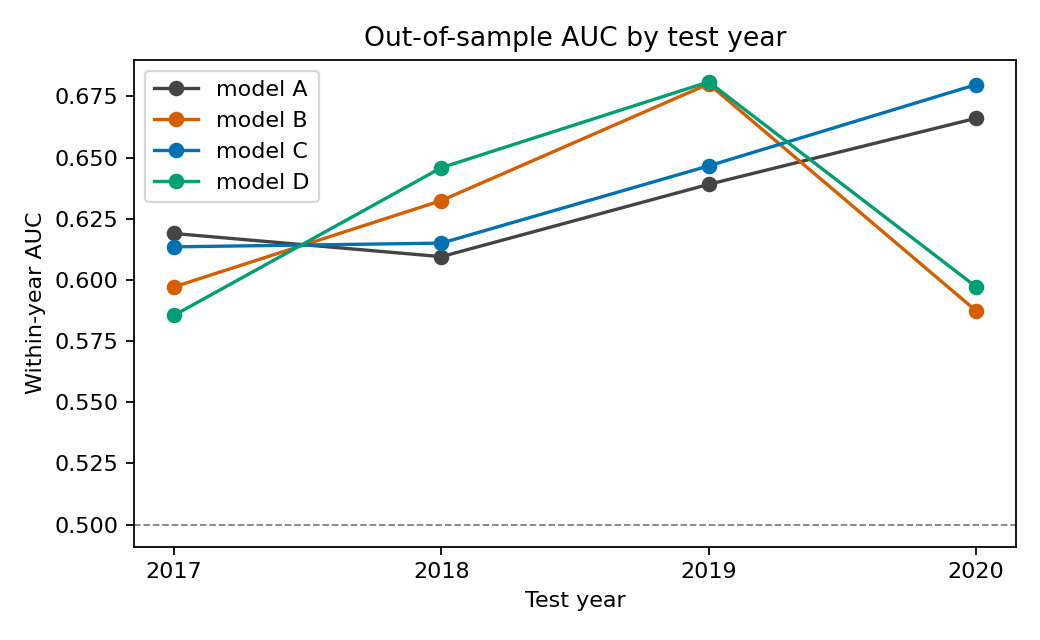 Out-of-sample AUC by test year
model A
model B
model C
model D
Within-year AUC
0.675
0.650
0.625
0.600
0.575
0.550
0.525
0.500
2017 2018 2019 2020
Test year